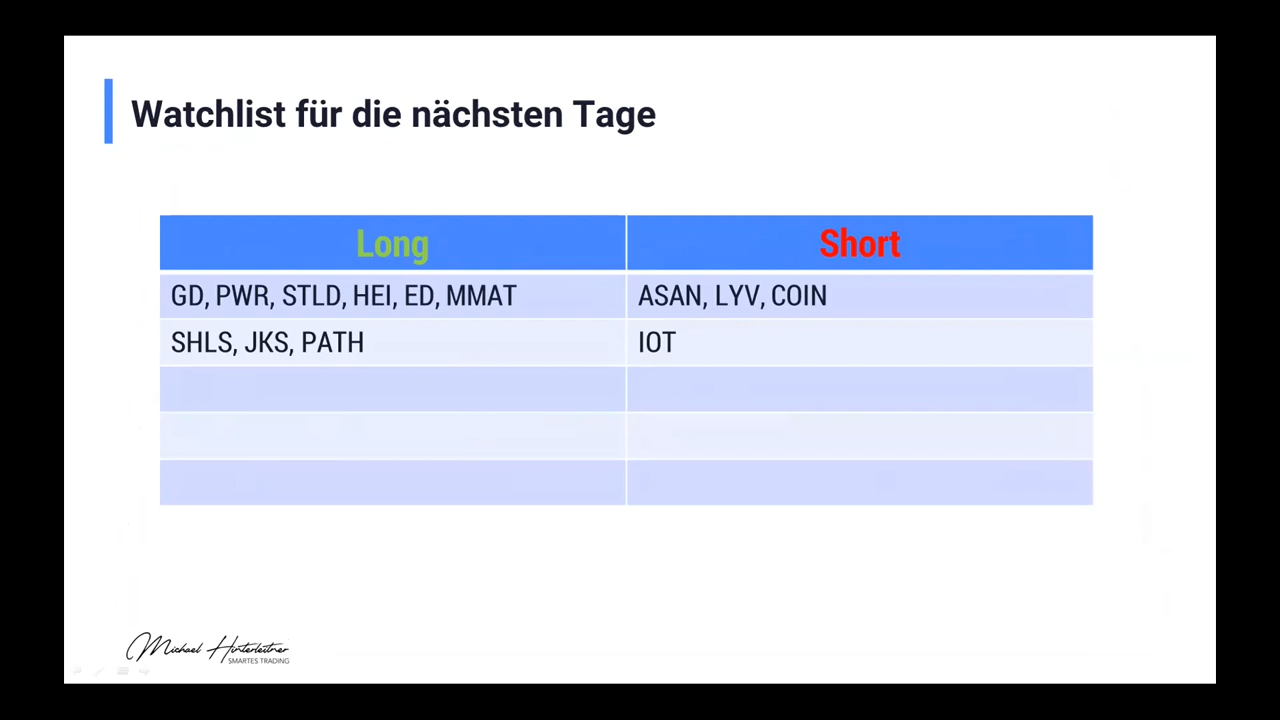 Watchlist für die nächsten Tage
Long Short
GD, PWR, STLD, HEI, ED, MMAT ASAN, LYV, COIN
SHLS, JKS, PATH IOT
Michael Hinterleitner
SMARTES TRADING